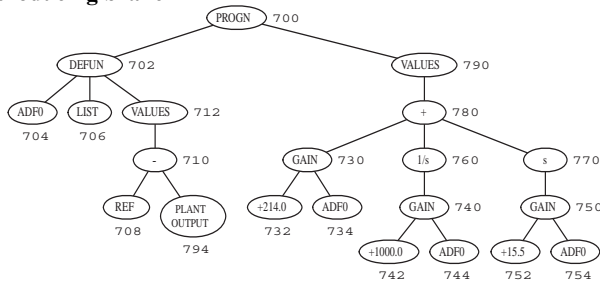 PROGN 700
DEFUN 702 VALUES 790
ADF0 LIST VALUES 712 + 780
704 706
- 710 GAIN 730 1/s 760 s 770
REF PLANT OUTPUT +214.0 ADF0 GAIN 740 GAIN 750
708 794 732 734
+1000.0 ADF0 +15.5 ADF0
742 744 752 754